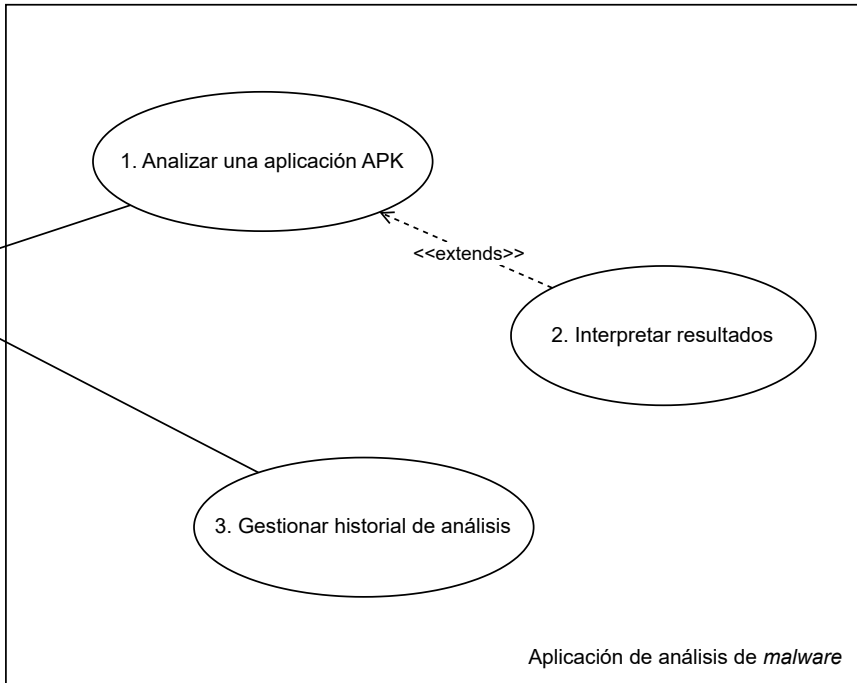 1. Analizar una aplicación APK
<<extends>>
2. Interpretar resultados
3. Gestionar historial de análisis
Aplicación de análisis de malware